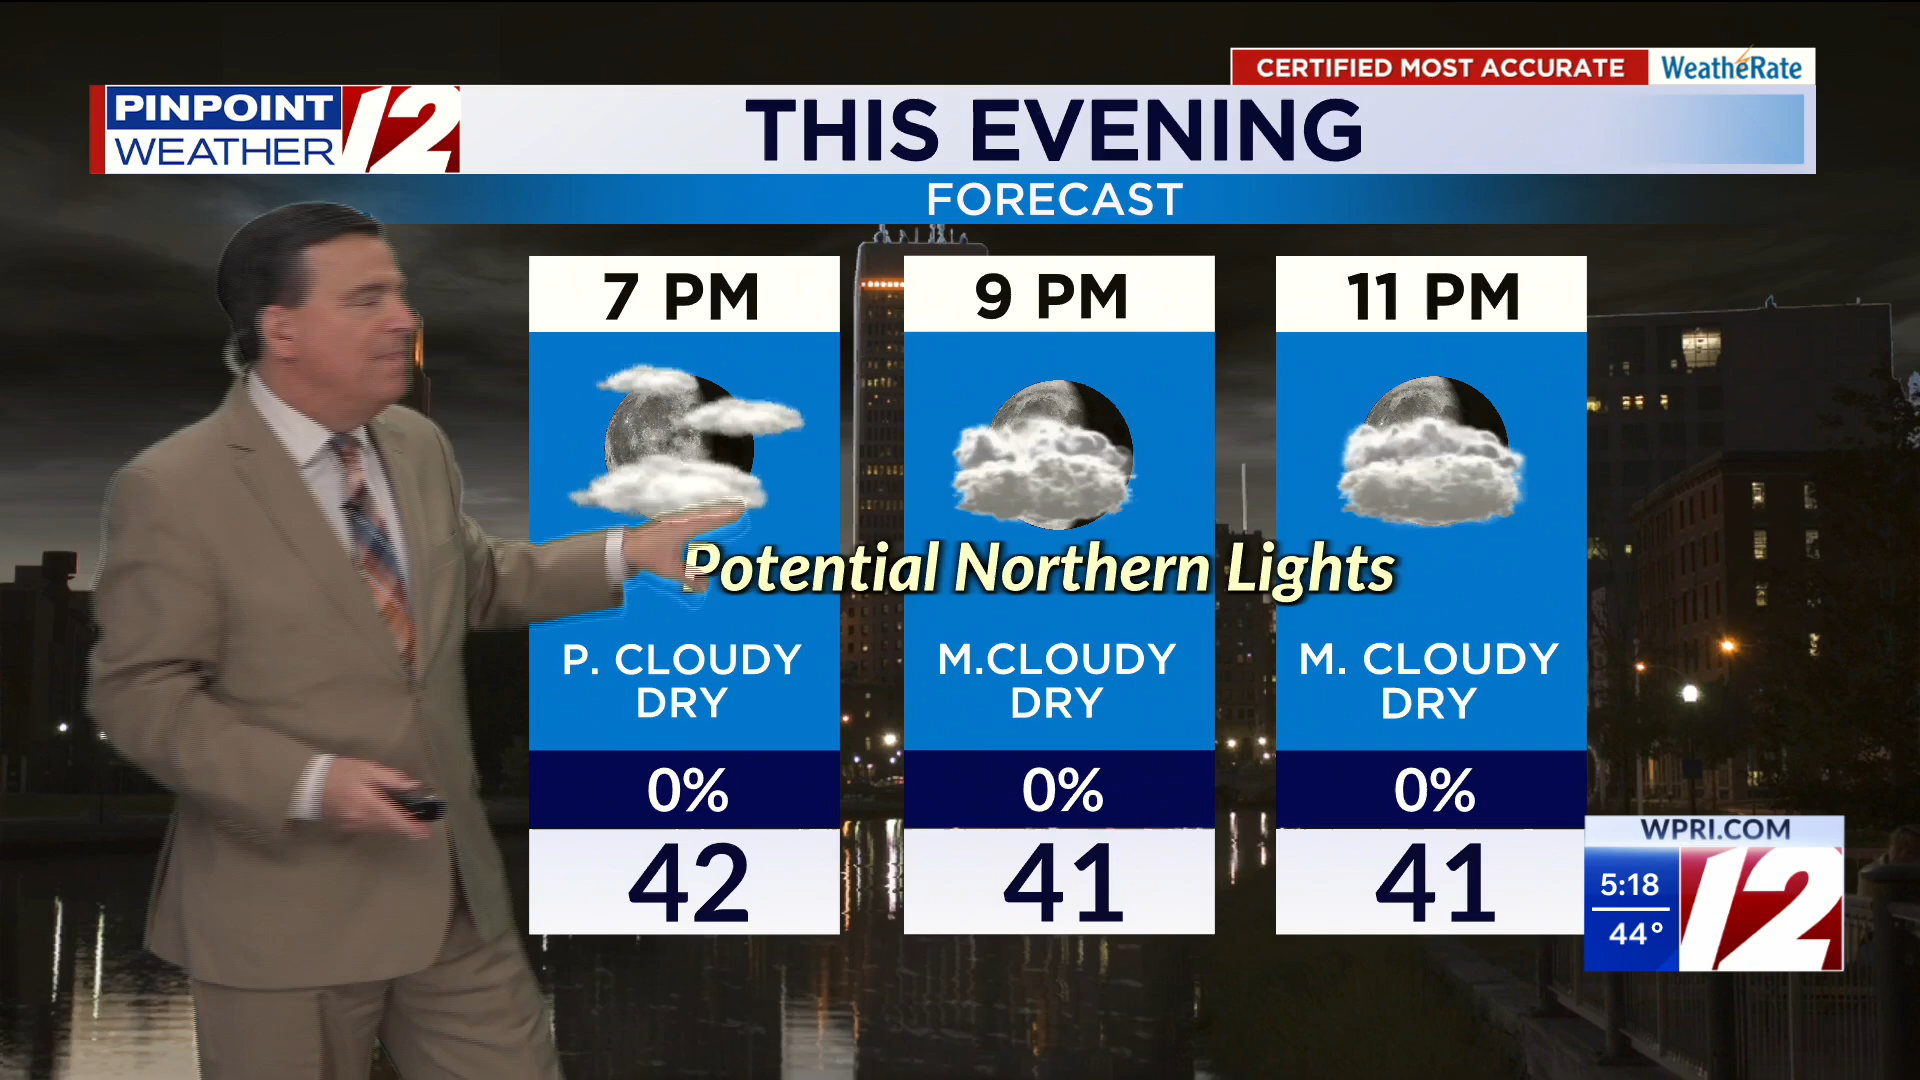 CERTIFIED MOST ACCURATE WeatheRate
PINPOINT
WEATHER 12
THIS EVENING
FORECAST
7 PM
9 PM
11 PM
Potential Northern Lights
P. CLOUDY
DRY
0%
42
M.CLOUDY
DRY
0%
41
M. CLOUDY
DRY
0%
41
WPRI.COM
5:18
44°
12